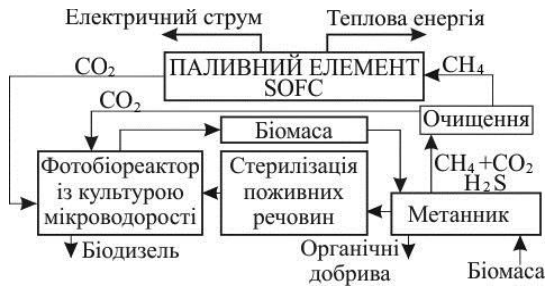 Електричний струм
Теплова енергія
CO₂
ПАЛИВНИЙ ЕЛЕМЕНТ
SOFC
CH₄
CO₂
Очищення
Біомаса
CH₄+CO₂
H₂S
Фотобіореактор
із культурою
мікроводорості
Стерилізація
поживних
речовин
Метанник
Біодизель
Органічні
добрива
Біомаса